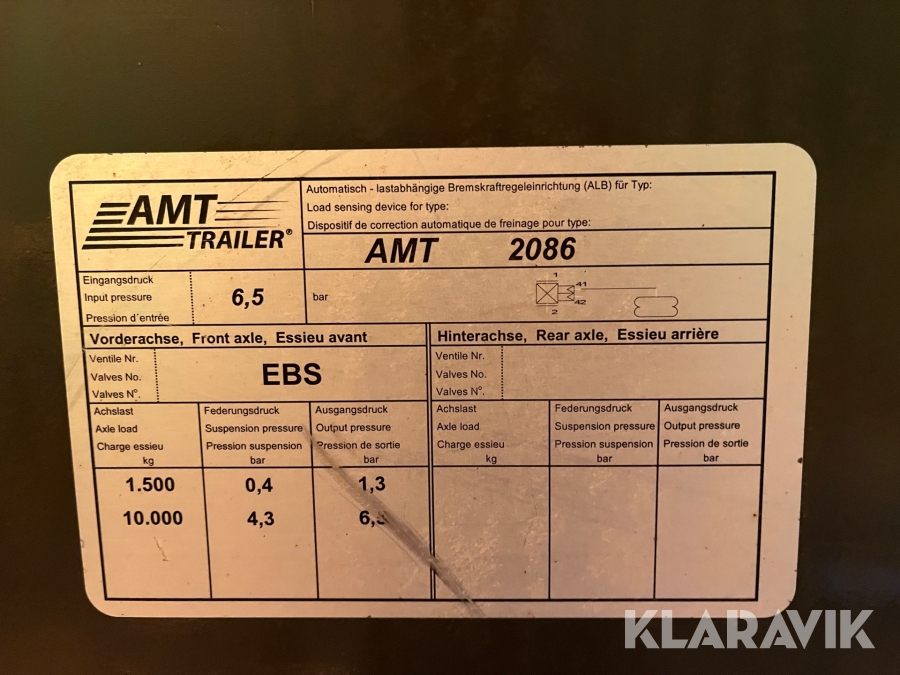 AMT
TRAILER®
Automatisch - lastabhängige Bremskraftregeleinrichtung (ALB) für Typ:
Load sensing device for type:
Dispositif de correction automatique de freinage pour type:
AMT 2086
Eingangsdruck
Input pressure
Pression d´entrée
6,5
bar
1
41
42
2
Vorderachse, Front axle, Essieu avant
Hinterachse, Rear axle, Essieu arrière
Ventile Nr.
Valves No.
Valves N°.
EBS
Ventile Nr.
Valves No.
Valves N°.
Achslast
Axle load
Charge essieu
kg
Federungsdruck
Suspension pressure
Pression suspension
bar
Ausgangsdruck
Output pressure
Pression de sortie
bar
Achslast
Axle load
Charge essieu
kg
Federungsdruck
Suspension pressure
Pression suspension
bar
Ausgangsdruck
Output pressure
Pression de sortie
bar
1.500 0,4 1,3
10.000 4,3
KLARAVIK